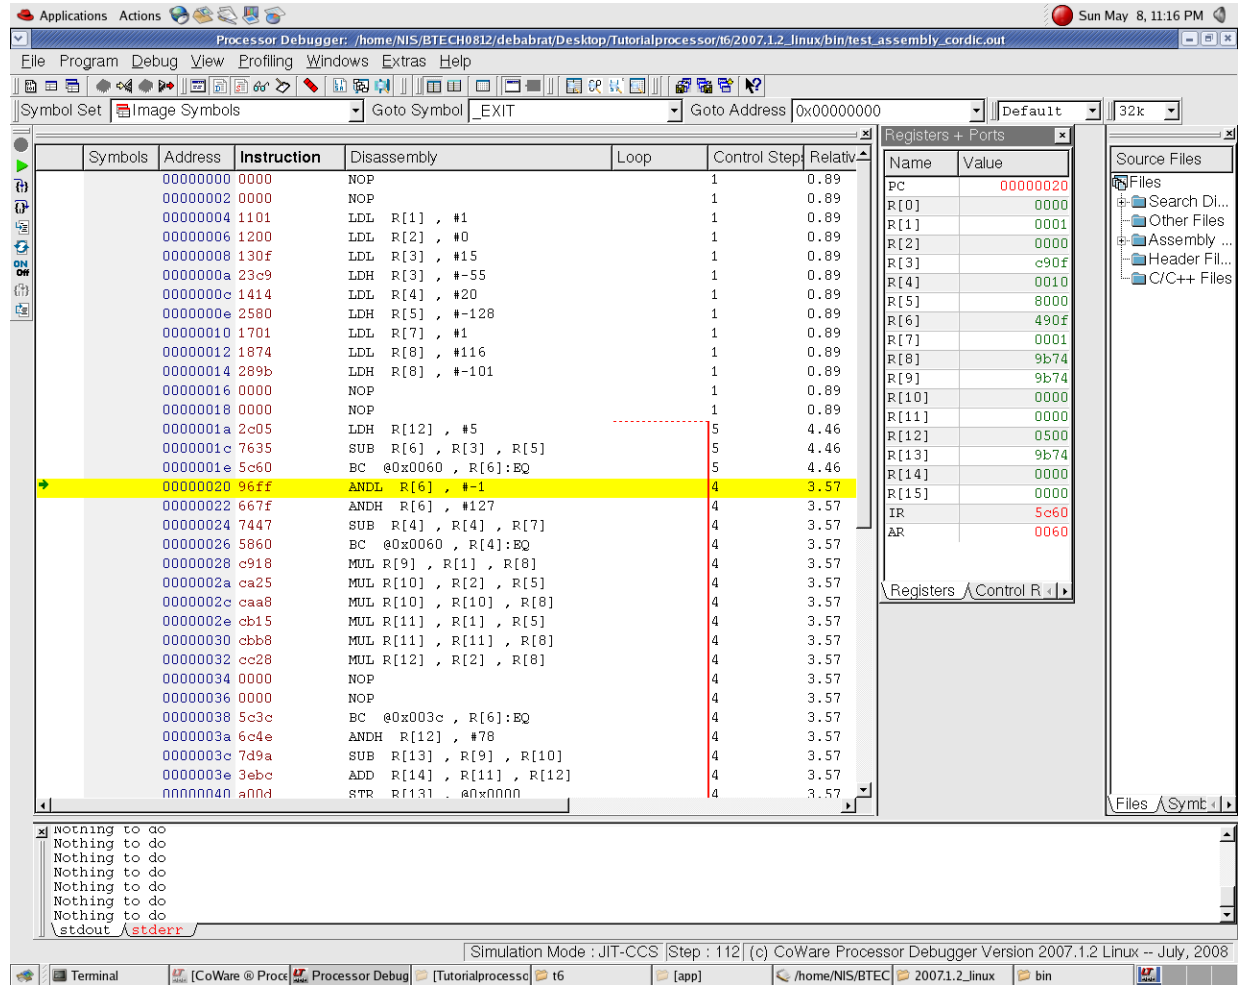 Applications Actions Sun May 8, 11:16 PM
Processor Debugger: /home/NIS/BTECH0812/debabrat/Desktop/Tutorialprocessor/t6/2007.1.2_linux/bin/test_assembly_cordic.out
File Program Debug View Profiling Windows Extras Help
Symbol Set Image Symbols Goto Symbol _EXIT Goto Address 0x00000000 Default 32k
Symbols Address Instruction Disassembly Loop Control Steps Relativ
00000000 0000 NOP 1 0.89
00000002 0000 NOP 1 0.89
00000004 1101 LDL R[1] , #1 1 0.89
00000006 1200 LDL R[2] , #0 1 0.89
00000008 130f LDL R[3] , #15 1 0.89
0000000a 23c9 LDH R[3] , #-55 1 0.89
0000000c 1414 LDL R[4] , #20 1 0.89
0000000e 2580 LDH R[5] , #-128 1 0.89
00000010 1701 LDL R[7] , #1 1 0.89
00000012 1874 LDL R[8] , #116 1 0.89
00000014 289b LDH R[8] , #-101 1 0.89
00000016 0000 NOP 1 0.89
00000018 0000 NOP 1 0.89
0000001a 2c05 LDH R[12] , #5 5 4.46
0000001c 7635 SUB R[6] , R[3] , R[5] 5 4.46
0000001e 5c60 BC @0x0060 , R[6]:EQ 5 4.46
00000020 96ff ANDL R[6] , #-1 4 3.57
00000022 667f ANDH R[6] , #127 4 3.57
00000024 7447 SUB R[4] , R[4] , R[7] 4 3.57
00000026 5860 BC @0x0060 , R[4]:EQ 4 3.57
00000028 c918 MUL R[9] , R[1] , R[8] 4 3.57
0000002a ca25 MUL R[10] , R[2] , R[5] 4 3.57
0000002c caa8 MUL R[10] , R[10] , R[8] 4 3.57
0000002e cb15 MUL R[11] , R[1] , R[5] 4 3.57
00000030 cbb8 MUL R[11] , R[11] , R[8] 4 3.57
00000032 cc28 MUL R[12] , R[2] , R[8] 4 3.57
00000034 0000 NOP 4 3.57
00000036 0000 NOP 4 3.57
00000038 5c3c BC @0x003c , R[6]:EQ 4 3.57
0000003a 6c4e ANDH R[12] , #78 4 3.57
0000003c 7d9a SUB R[13] , R[9] , R[10] 4 3.57
0000003e 3ebc ADD R[14] , R[11] , R[12] 4 3.57
00000040 a00d STR R[13] , @0x0000 4 3.57
Registers + Ports
Name Value
PC 00000020
R[0] 0000
R[1] 0001
R[2] 0000
R[3] c90f
R[4] 0010
R[5] 8000
R[6] 490f
R[7] 0001
R[8] 9b74
R[9] 9b74
R[10] 0000
R[11] 0000
R[12] 0500
R[13] 9b74
R[14] 0000
R[15] 0000
IR 5c60
AR 0060
Registers Control R
Source Files
Files
Search Di...
Other Files
Assembly ...
Header Fil...
C/C++ Files
Files Symb
Nothing to do
Nothing to do
Nothing to do
Nothing to do
Nothing to do
Nothing to do
Nothing to do
stdout stderr
Simulation Mode : JIT-CCS Step : 112 (c) CoWare Processor Debugger Version 2007.1.2 Linux -- July, 2008
Terminal [CoWare ® Proce Processor Debug [Tutorialprocessc t6 [app] /home/NIS/BTEC 2007.1.2_linux bin